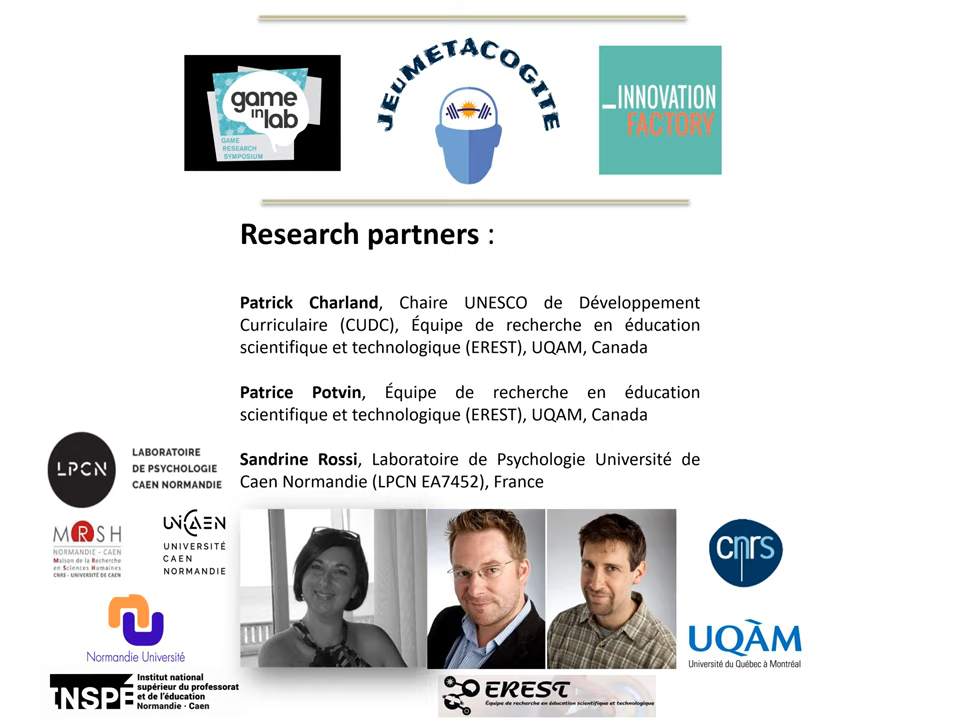 game
in
lab
GAME
RESEARCH
SYMPOSIUM
JEuMETACOGITE
_INNOVATION
FACTORY
Research partners :
Patrick Charland, Chaire UNESCO de Développement
Curriculaire (CUDC), Équipe de recherche en éducation
scientifique et technologique (EREST), UQAM, Canada
Patrice Potvin, Équipe de recherche en éducation
scientifique et technologique (EREST), UQAM, Canada
Sandrine Rossi, Laboratoire de Psychologie Université de
Caen Normandie (LPCN EA7452), France
LPCN
LABORATOIRE
DE PSYCHOLOGIE
CAEN NORMANDIE
MRSH
NORMANDIE - CAEN
Maison de la Recherche
en Sciences Humaines
CNRS - UNIVERSITÉ DE CAEN
UNICAEN
UNIVERSITÉ
CAEN
NORMANDIE
cnrs
Normandie Université
UQÀM
Université du Québec à Montréal
INSPE
Institut national
supérieur du professorat
et de l'éducation
Normandie · Caen
EREST
Équipe de recherche en éducation scientifique et technologique